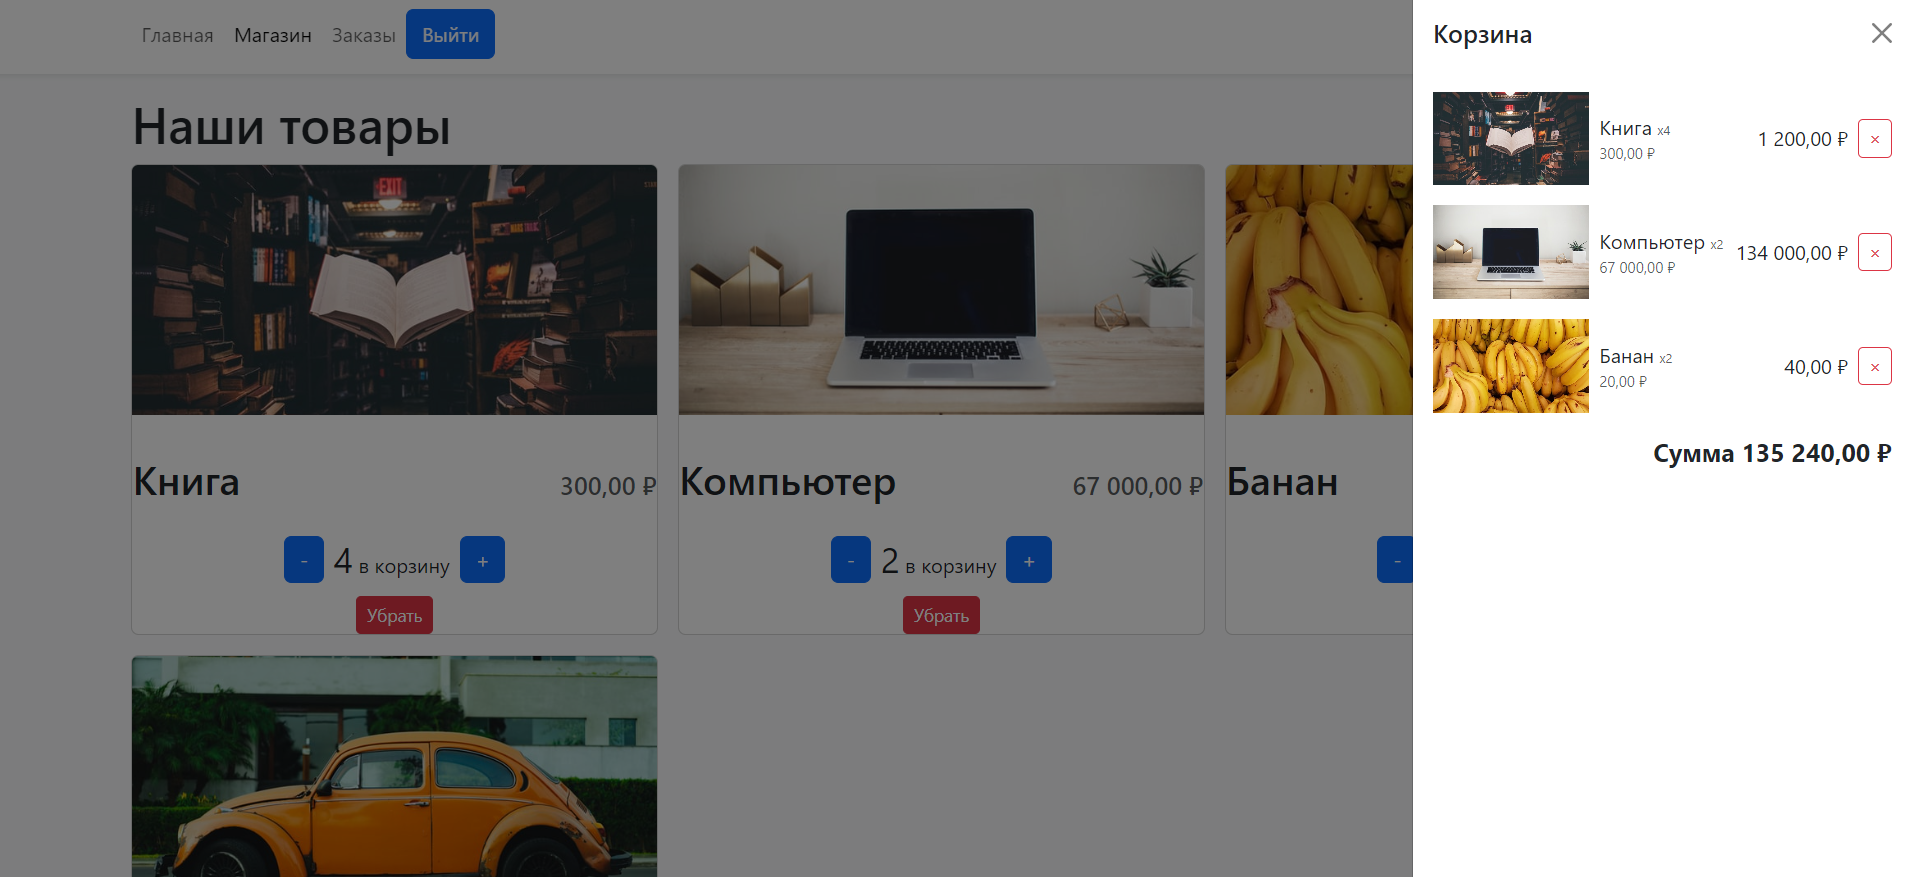 Главная Магазин Заказы Выйти
Наши товары
EXIT
Книга 300,00 ₽
- 4 в корзину +
Убрать
Компьютер 67 000,00 ₽
- 2 в корзину +
Убрать
Банан
-
Корзина
Книга x4
300,00 ₽
1 200,00 ₽ ×
Компьютер x2
67 000,00 ₽
134 000,00 ₽ ×
Банан x2
20,00 ₽
40,00 ₽ ×
Сумма 135 240,00 ₽